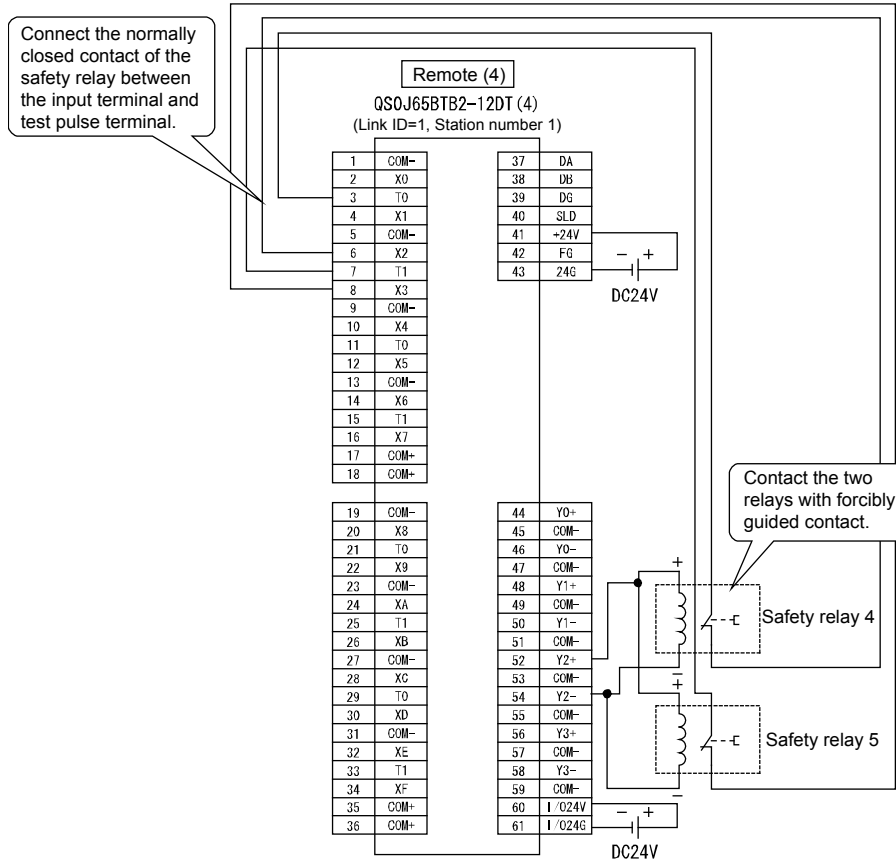 Connect the normally
closed contact of the
safety relay between
the input terminal and
test pulse terminal.
Remote (4)
QS0J65BTB2-12DT(4)
(Link ID=1, Station number 1)
1 COM-
2 X0
3 T0
4 X1
5 COM-
6 X2
7 T1
8 X3
9 COM-
10 X4
11 T0
12 X5
13 COM-
14 X6
15 T1
16 X7
17 COM+
18 COM+
19 COM-
20 X8
21 T0
22 X9
23 COM-
24 XA
25 T1
26 XB
27 COM-
28 XC
29 T0
30 XD
31 COM-
32 XE
33 T1
34 XF
35 COM+
36 COM+
37 DA
38 DB
39 DG
40 SLD
41 +24V
42 FG
43 24G
- +
DC24V
44 Y0+
45 COM-
46 Y0-
47 COM-
48 Y1+
49 COM-
50 Y1-
51 COM-
52 Y2+
53 COM-
54 Y2-
55 COM-
56 Y3+
57 COM-
58 Y3-
59 COM-
60 I/O24V
61 I/O24G
- +
DC24V
Contact the two
relays with forcibly
guided contact.
+
Safety relay 4
-
+
Safety relay 5
-